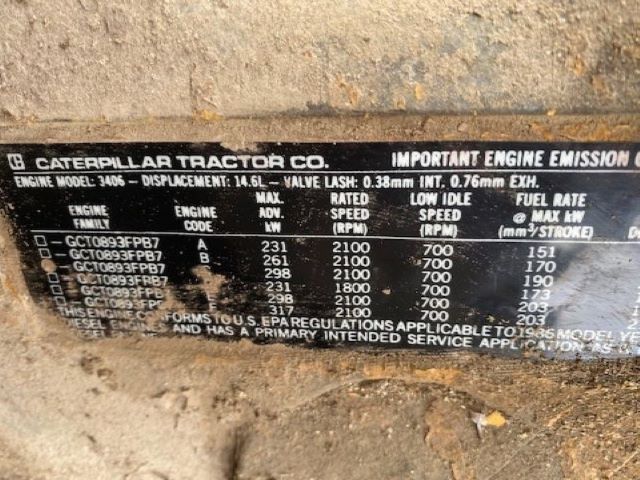 CATERPILLAR TRACTOR CO. IMPORTANT ENGINE EMISSION
ENGINE MODEL: 3406 – DISPLACEMENT: 14.6L – VALVE LASH: 0.38mm INT. 0.76mm EXH.
ENGINE FAMILY ENGINE CODE MAX. ADV. KW RATED SPEED (RPM) LOW IDLE SPEED (RPM) FUEL RATE @ MAX kW (mm³/STROKE)
GCT0893FPB7 A 231 2100 700 151
GCT0893FPB7 B 261 2100 700 170
GCT0893FRB7 298 2100 700 190
GCT0893FPB7 231 1800 700 173
GCT0893FPB7 298 2100 700 203
GCT0893FP 317 2100 700 203
THIS ENGINE CONFORMS TO U.S. EPA REGULATIONS APPLICABLE TO 1986 MODEL
DIESEL ENGINES AND HAS A PRIMARY INTENDED SERVICE APPLICATION AS